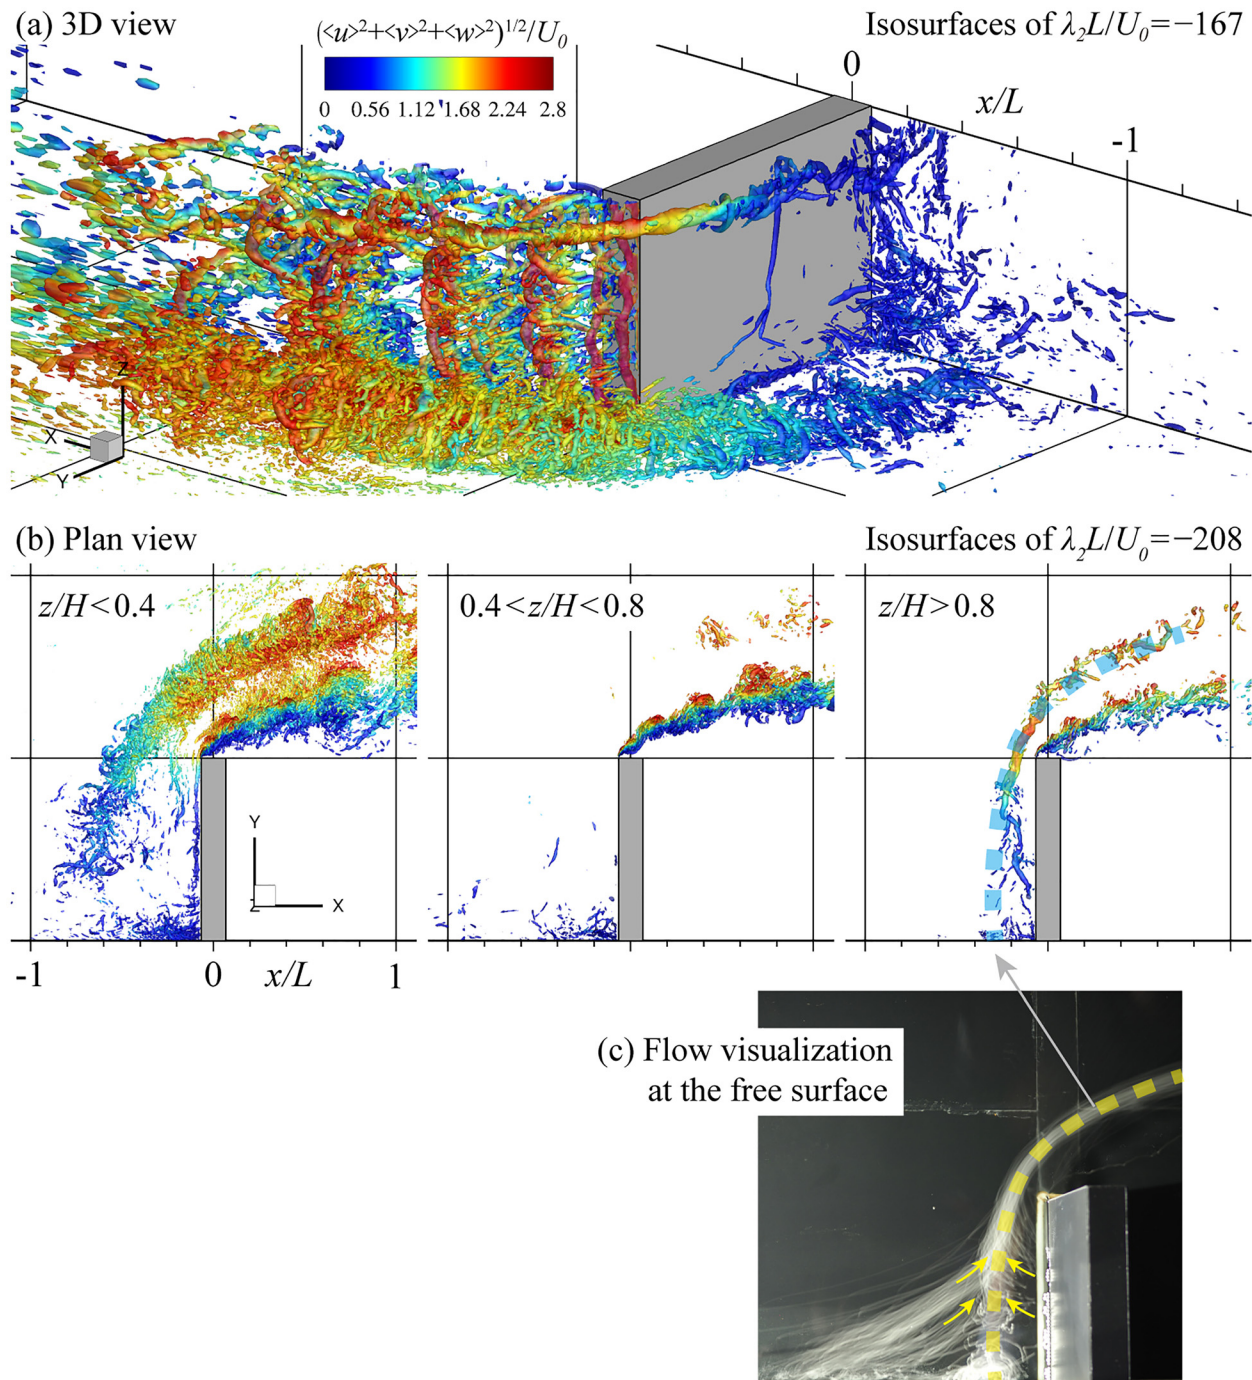 (a) 3D view
(<u>²+<v>²+<w>²)¹/²/U₀
Isosurfaces of λ₂L/U₀=−167
0 0.56 1.12 1.68 2.24 2.8
0
x/L
-1
Z
X
Y
(b) Plan view
Isosurfaces of λ₂L/U₀=−208
z/H<0.4
0.4<z/H<0.8
z/H>0.8
Y
Z
X
-1 0 x/L 1
(c) Flow visualization
at the free surface